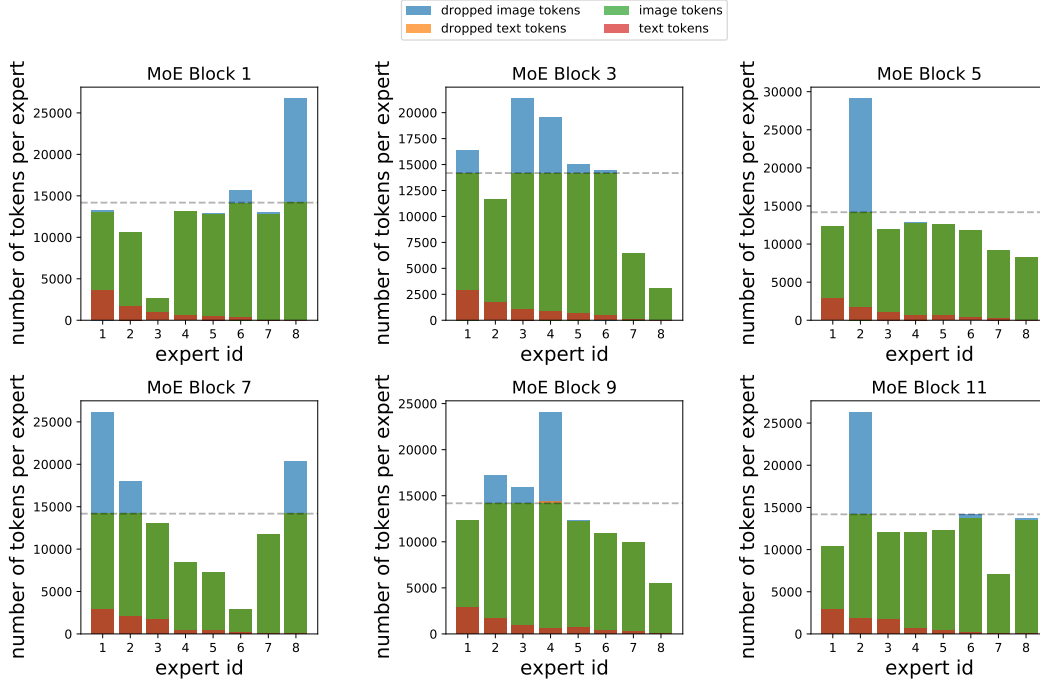 dropped image tokens
dropped text tokens
image tokens
text tokens
MoE Block 1
number of tokens per expert
25000
20000
15000
10000
5000
0
1 2 3 4 5 6 7 8
expert id
MoE Block 3
number of tokens per expert
20000
17500
15000
12500
10000
7500
5000
2500
0
1 2 3 4 5 6 7 8
expert id
MoE Block 5
number of tokens per expert
30000
25000
20000
15000
10000
5000
0
1 2 3 4 5 6 7 8
expert id
MoE Block 7
number of tokens per expert
25000
20000
15000
10000
5000
0
1 2 3 4 5 6 7 8
expert id
MoE Block 9
number of tokens per expert
25000
20000
15000
10000
5000
0
1 2 3 4 5 6 7 8
expert id
MoE Block 11
number of tokens per expert
25000
20000
15000
10000
5000
0
1 2 3 4 5 6 7 8
expert id